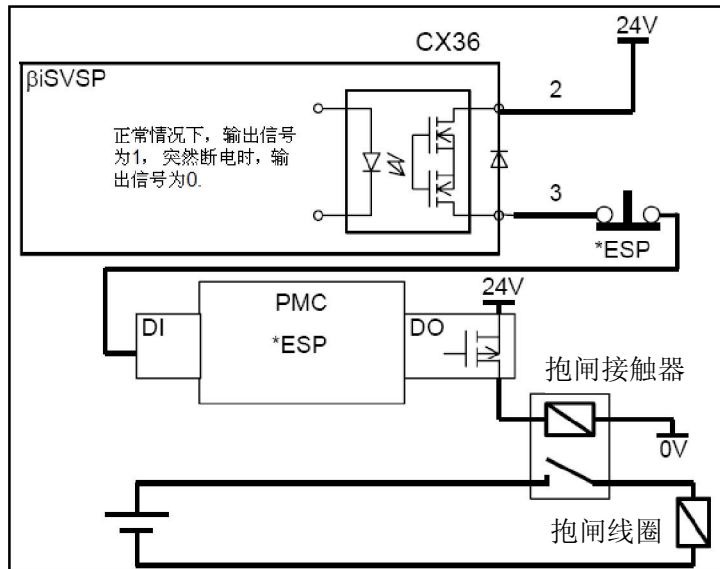 CX36
24V
βiSVSP
2
正常情况下，输出信号
为1，突然断电时，输
出信号为0.
3
*ESP
PMC
24V
DI
*ESP
DO
抱闸接触器
0V
抱闸线圈